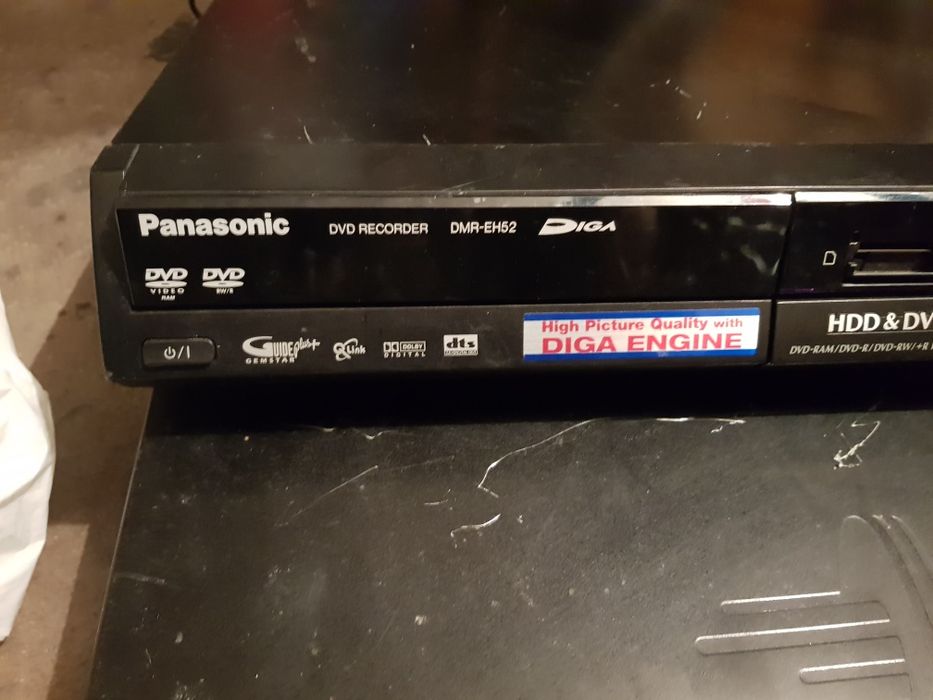 Panasonic
DVD RECORDER DMR-EH52 DIGA
DVD DVD
VIDEO RW/R
RAM
⏻/I
GUIDE plus+
GEMSTAR
Q Link
DOLBY
DIGITAL
dts
High Picture Quality with
DIGA ENGINE
HDD & DV
DVD-RAM/DVD-R/DVD-RW/+R